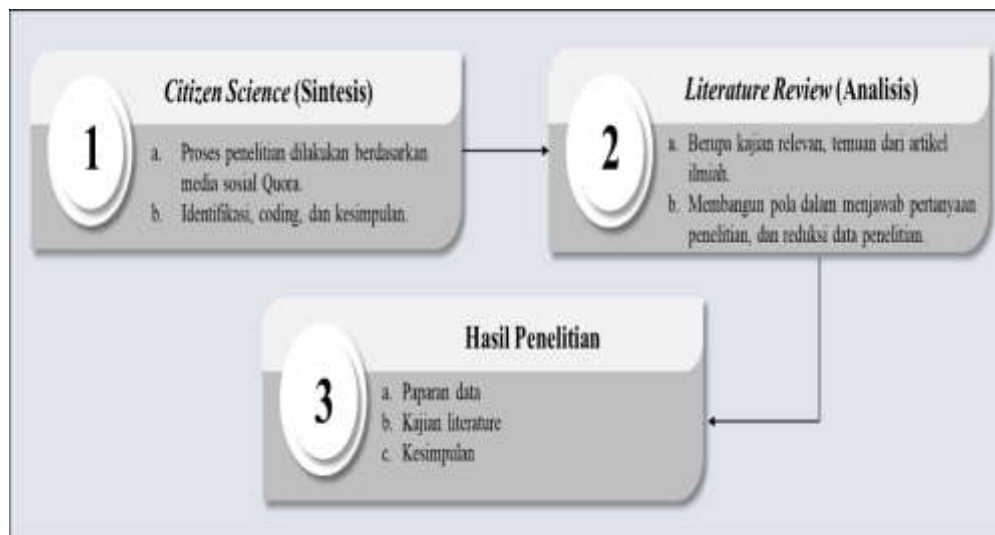 1
Citizen Science (Sintesis)
a. Proses penelitian dilakukan berdasarkan
media sosial Quora.
b. Identifikasi, coding, dan kesimpulan.
2
Literature Review (Analisis)
a. Berupa kajian relevan, temuan dari artikel
ilmiah.
b. Membangun pola dalam menjawab pertanyaan
penelitian, dan reduksi data penelitian.
3
Hasil Penelitian
a. Paparan data
b. Kajian literature
c. Kesimpulan